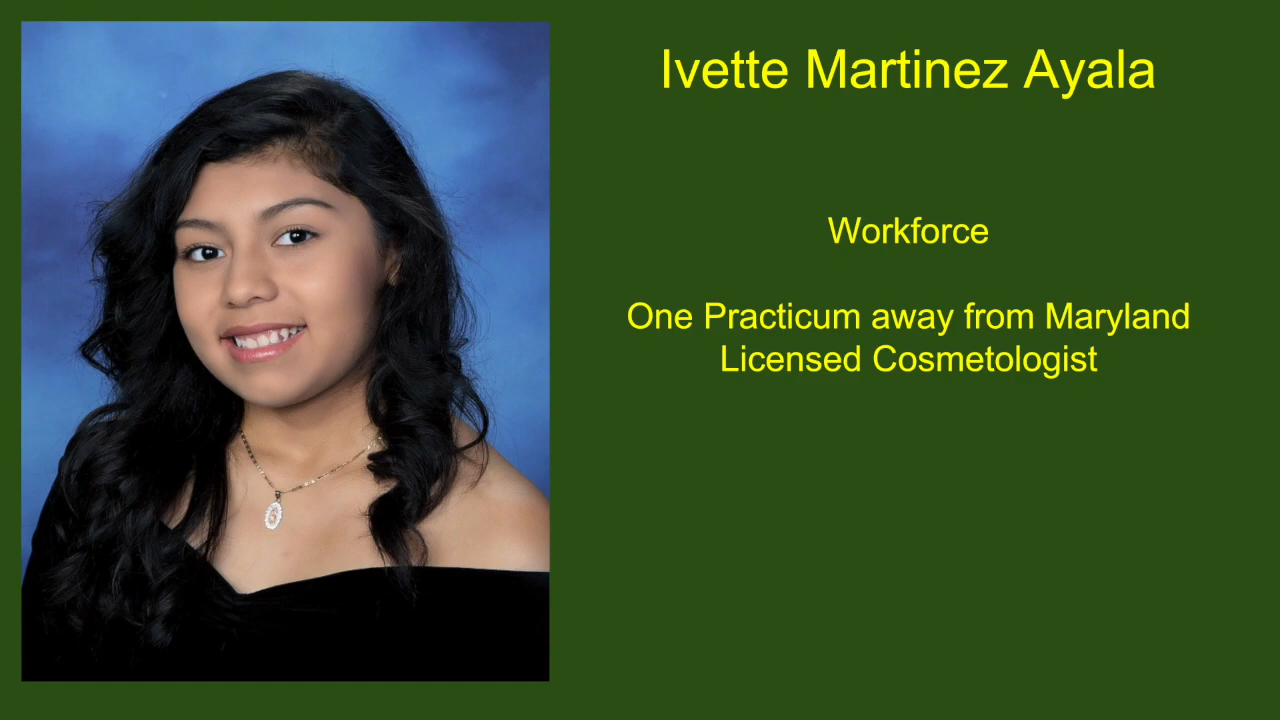 Ivette Martinez Ayala
Workforce
One Practicum away from Maryland
Licensed Cosmetologist